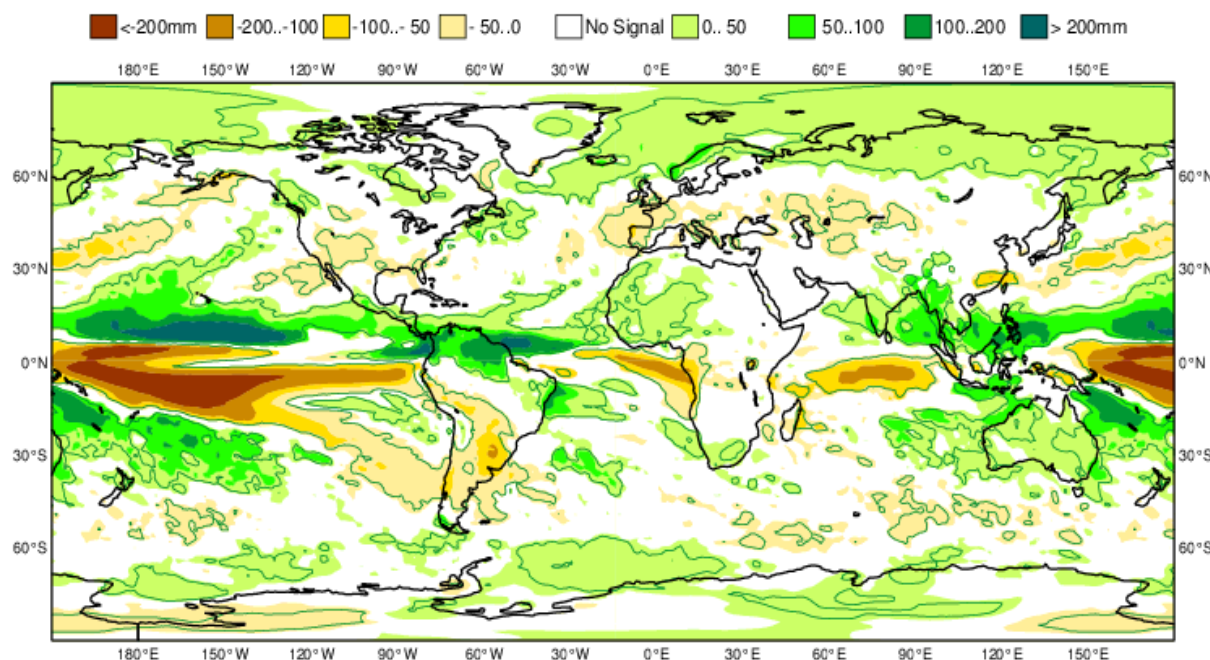 <-200mm -200..-100 -100..- 50 - 50..0 No Signal 0.. 50 50..100 100..200 > 200mm
180°E 150°W 120°W 90°W 60°W 30°W 0°E 30°E 60°E 90°E 120°E 150°E
60°N 60°N
30°N 30°N
0°N 0°N
30°S 30°S
60°S 60°S
180°E 150°W 120°W 90°W 60°W 30°W 0°E 30°E 60°E 90°E 120°E 150°E